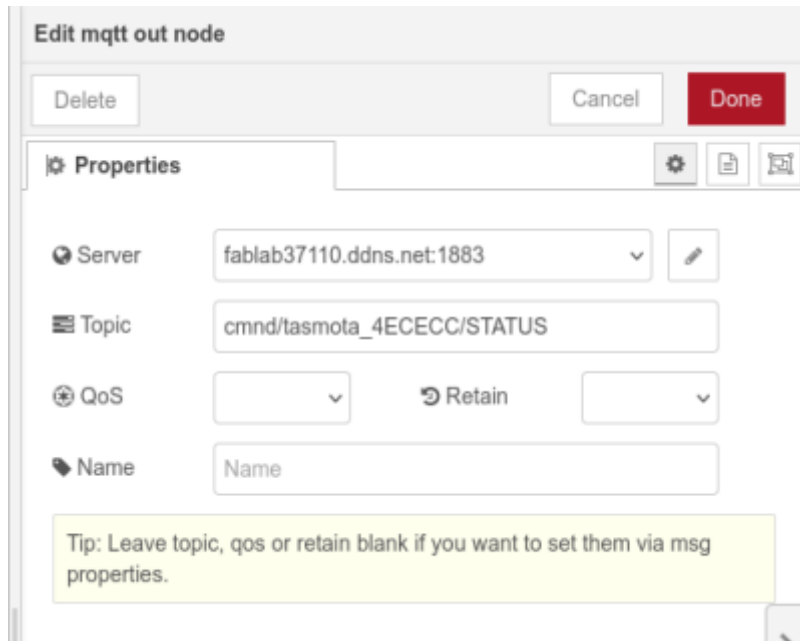 Edit mqtt out node
Delete
Cancel
Done
Properties
Server
fablab37110.ddns.net:1883
Topic
cmnd/tasmota_4ECECC/STATUS
QoS
Retain
Name
Name
Tip: Leave topic, qos or retain blank if you want to set them via msg
properties.